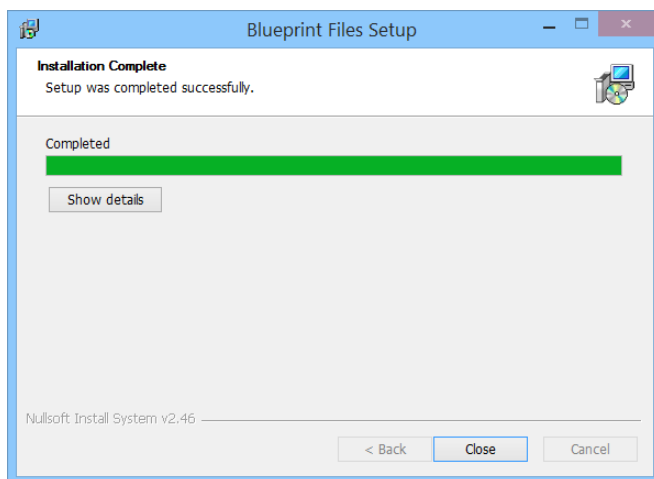 Blueprint Files Setup
Installation Complete
Setup was completed successfully.
Completed
Show details
Nullsoft Install System v2.46
< Back Close Cancel